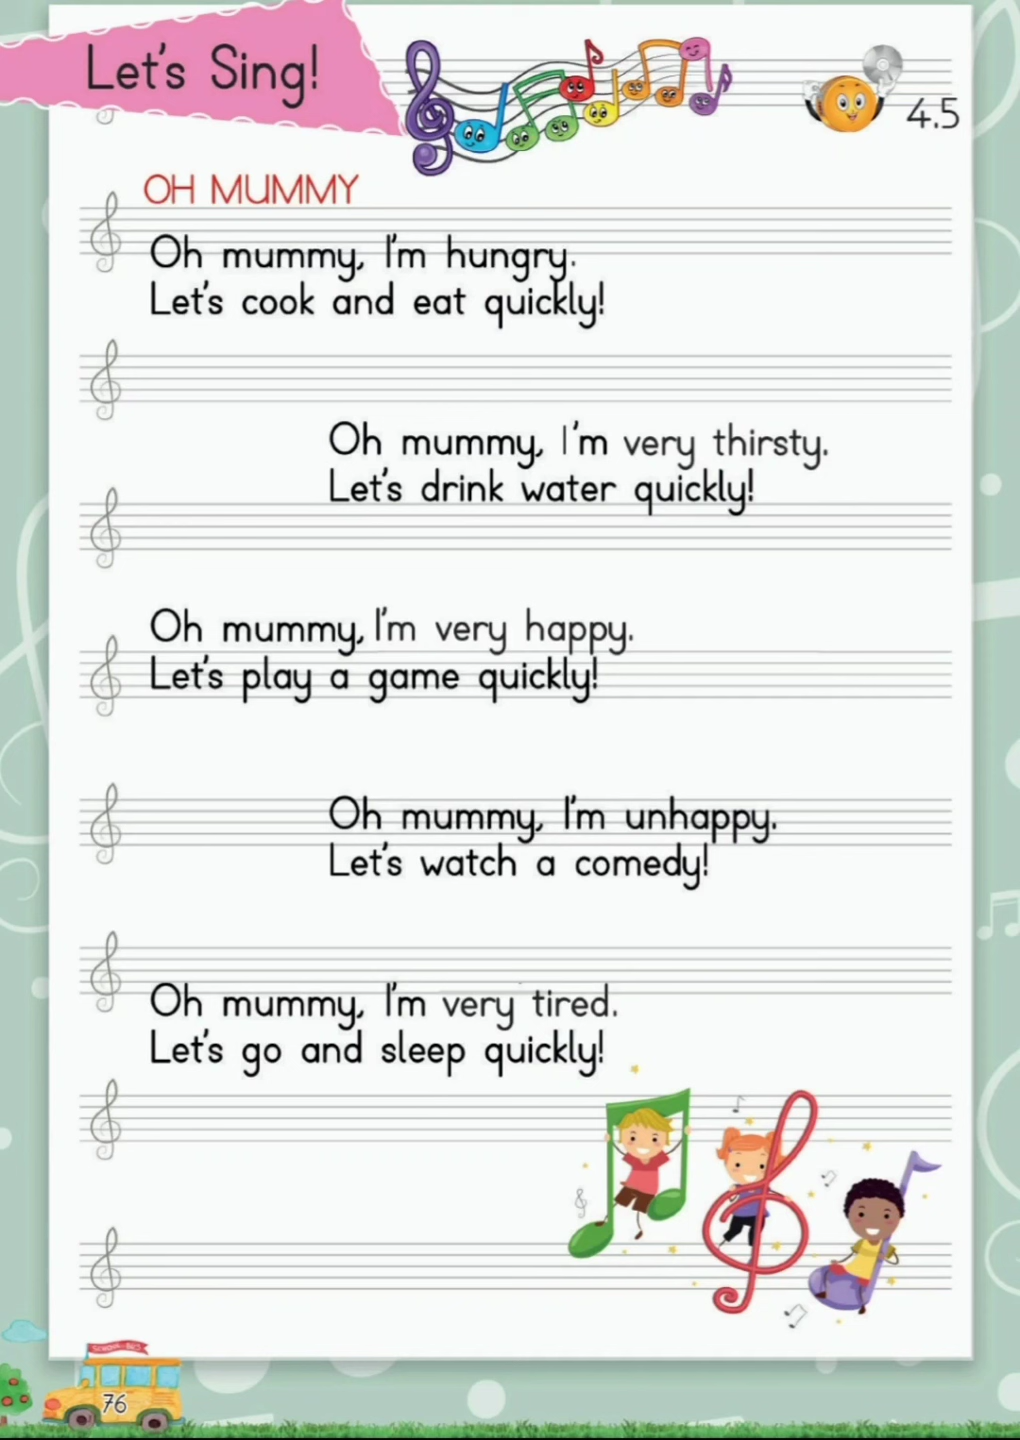 Let's Sing!
4.5
OH MUMMY
Oh mummy, I'm hungry.
Let's cook and eat quickly!
Oh mummy, I'm very thirsty.
Let's drink water quickly!
Oh mummy, I'm very happy.
Let's play a game quickly!
Oh mummy, I'm unhappy.
Let's watch a comedy!
Oh mummy, I'm very tired.
Let's go and sleep quickly!
SCHOOL BUS
76